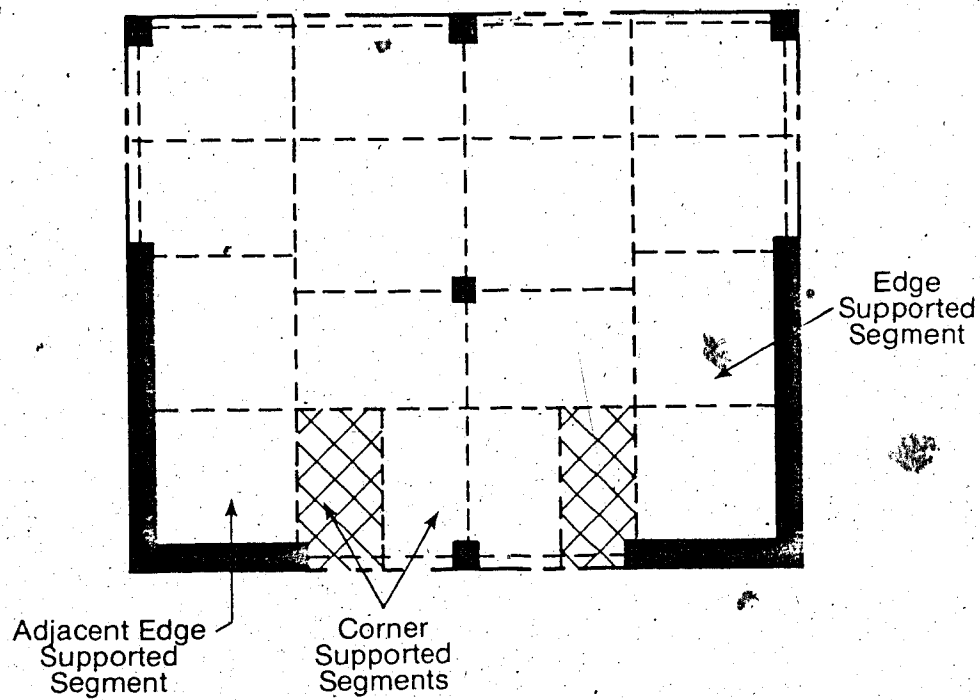 Edge
Supported
Segment
Adjacent Edge
Supported
Segment
Corner
Supported
Segments